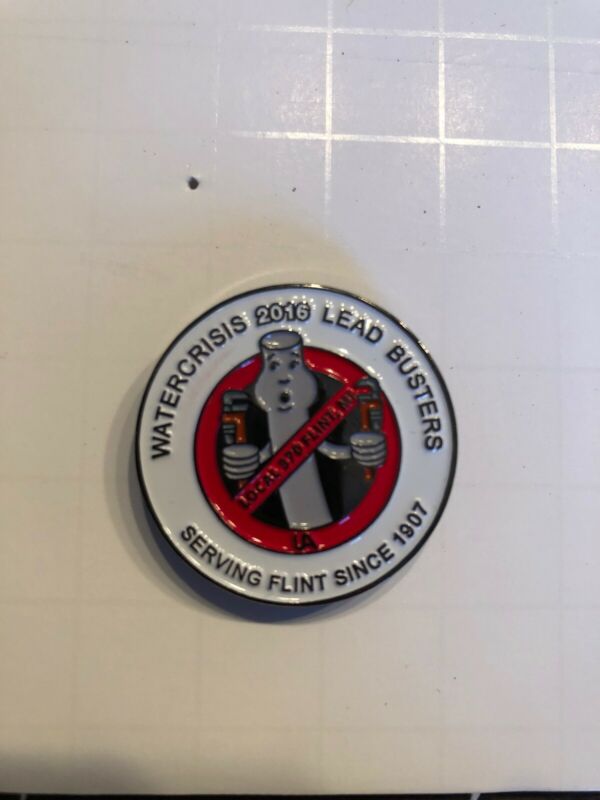 WATERCRISIS 2016 LEAD BUSTERS
LOCAL 370 FLINT, MI
UA
SERVING FLINT SINCE 1907